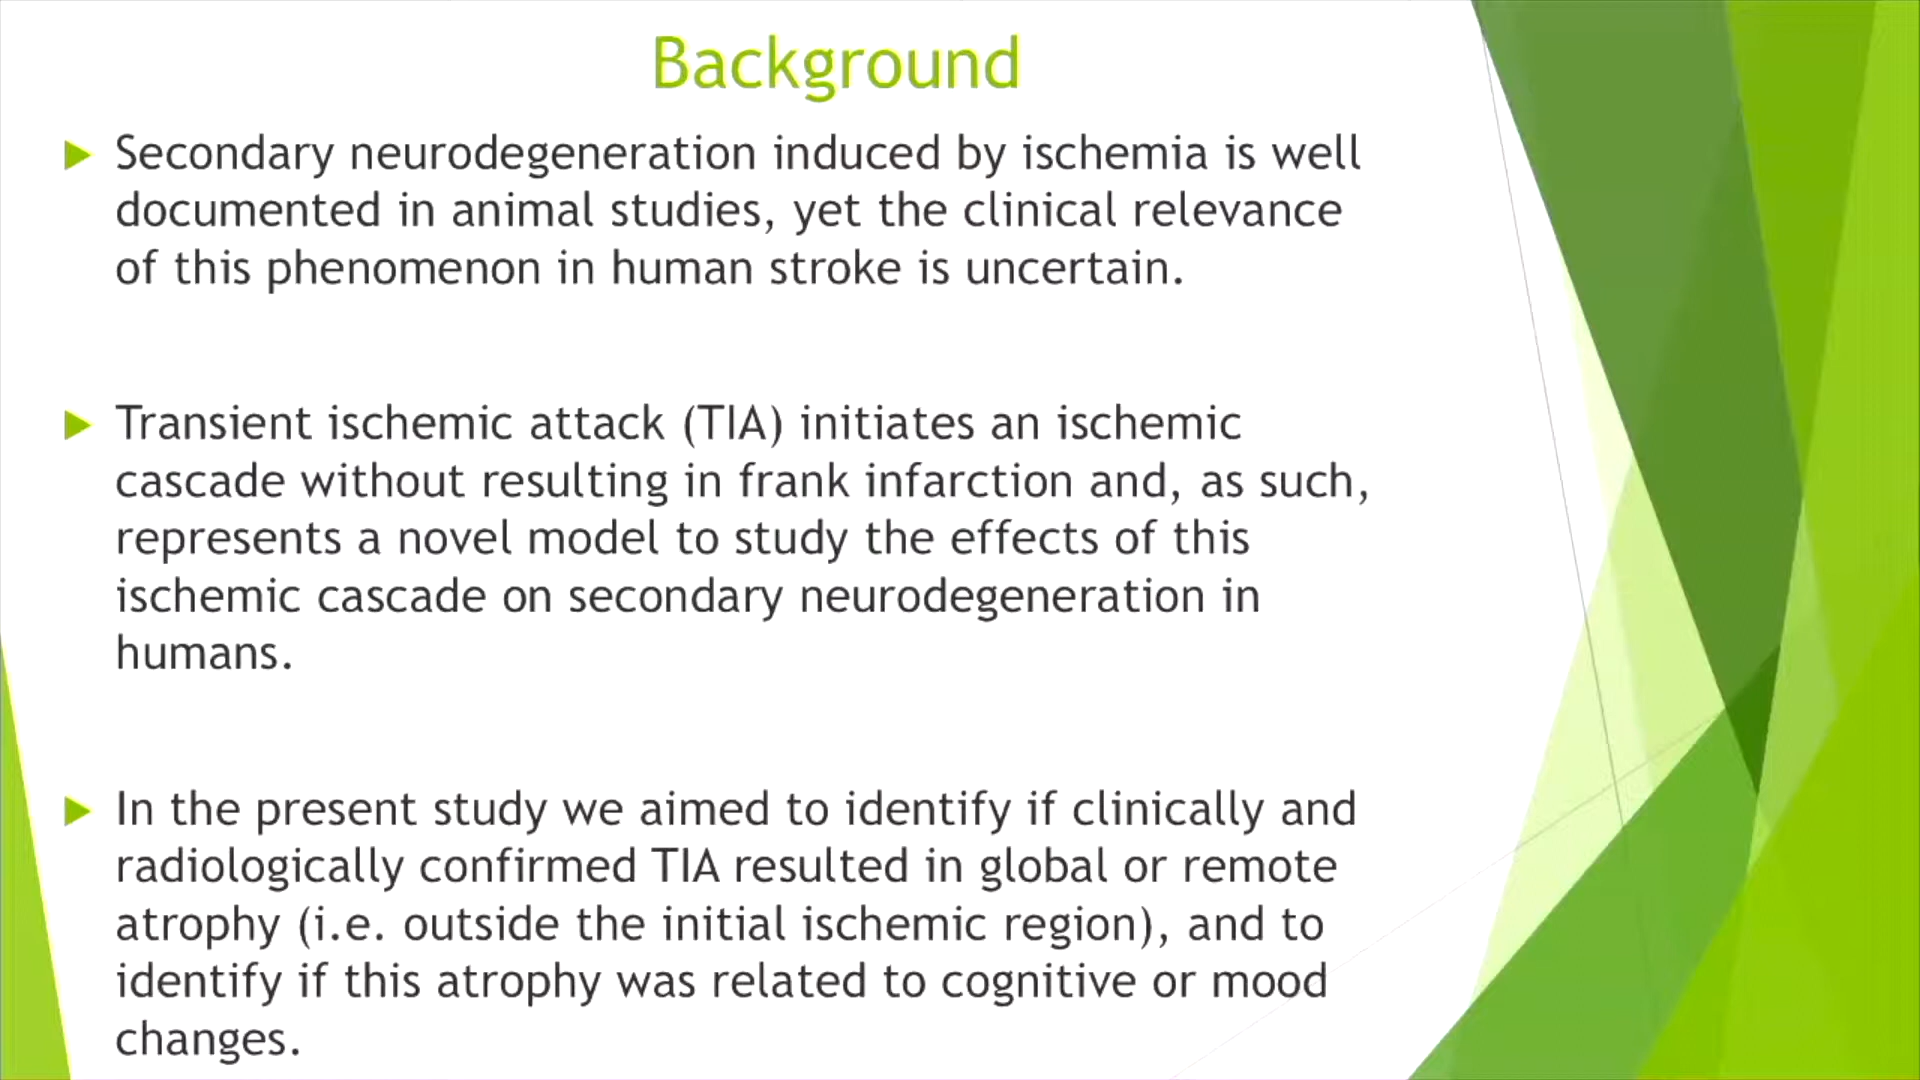 Background
Secondary neurodegeneration induced by ischemia is well
documented in animal studies, yet the clinical relevance
of this phenomenon in human stroke is uncertain.
Transient ischemic attack (TIA) initiates an ischemic
cascade without resulting in frank infarction and, as such,
represents a novel model to study the effects of this
ischemic cascade on secondary neurodegeneration in
humans.
In the present study we aimed to identify if clinically and
radiologically confirmed TIA resulted in global or remote
atrophy (i.e. outside the initial ischemic region), and to
identify if this atrophy was related to cognitive or mood
changes.